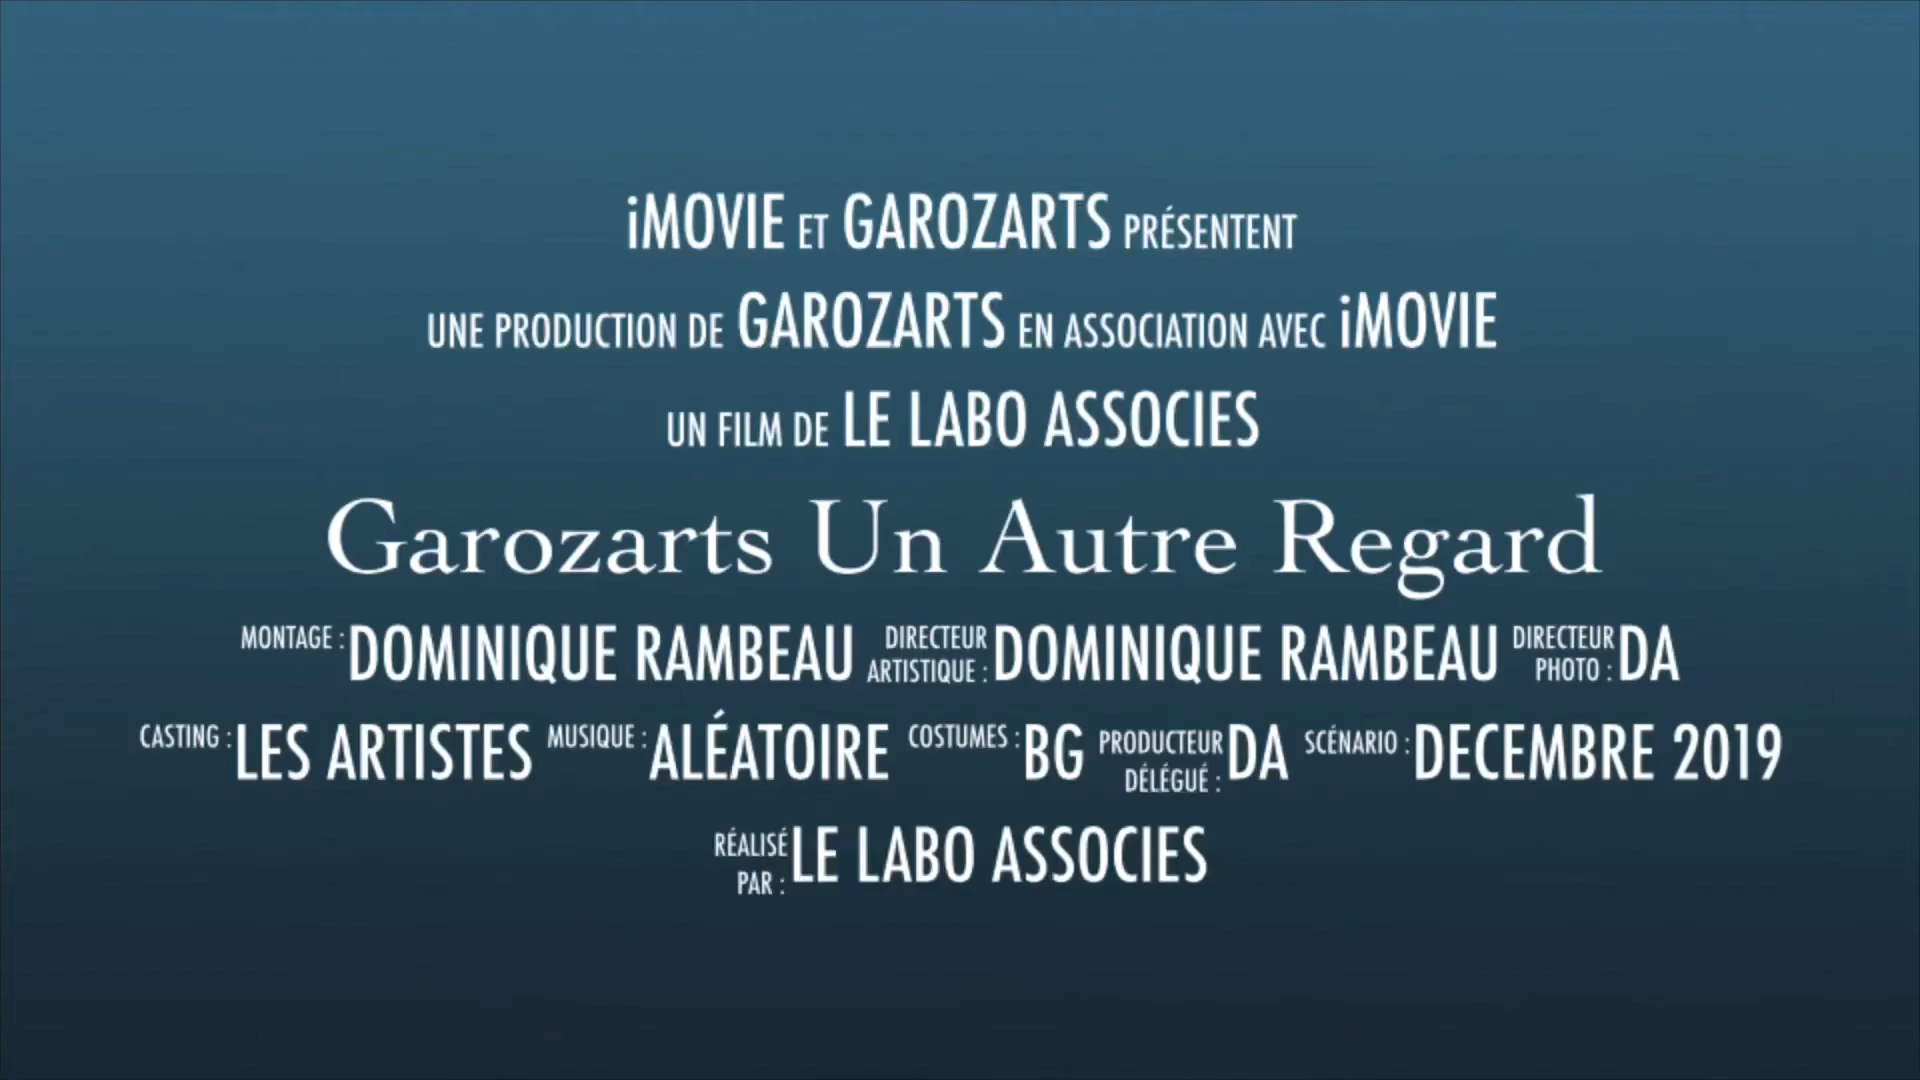 iMOVIE ET GAROZARTS PRÉSENTENT
UNE PRODUCTION DE GAROZARTS EN ASSOCIATION AVEC iMOVIE
UN FILM DE LE LABO ASSOCIES
Garozarts Un Autre Regard
MONTAGE : DOMINIQUE RAMBEAU DIRECTEUR ARTISTIQUE : DOMINIQUE RAMBEAU DIRECTEUR PHOTO : DA
CASTING : LES ARTISTES MUSIQUE : ALÉATOIRE COSTUMES : BG PRODUCTEUR DÉLÉGUÉ : DA SCÉNARIO : DECEMBRE 2019
RÉALISÉ PAR : LE LABO ASSOCIES